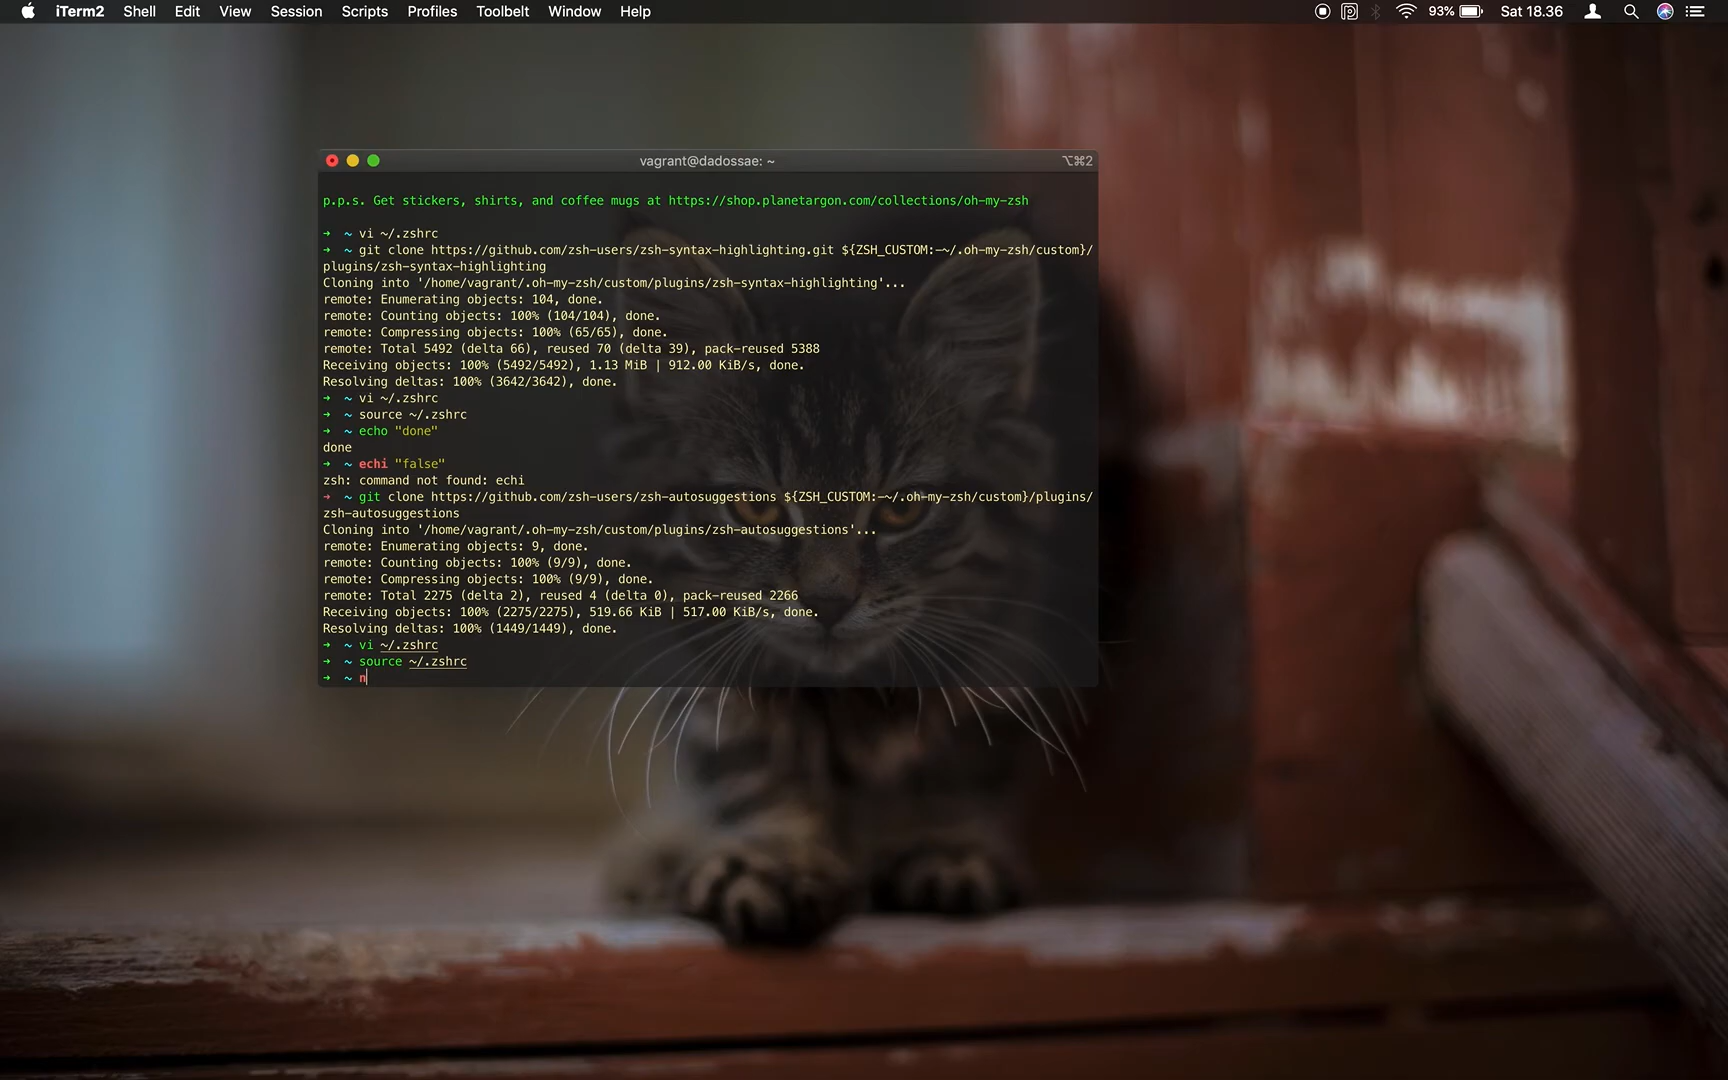 iTerm2 Shell Edit View Session Scripts Profiles Toolbelt Window Help 93% Sat 18.36
vagrant@dadossae: ~ ⌥⌘2
p.p.s. Get stickers, shirts, and coffee mugs at https://shop.planetargon.com/collections/oh-my-zsh
➜ ~ vi ~/.zshrc
➜ ~ git clone https://github.com/zsh-users/zsh-syntax-highlighting.git ${ZSH_CUSTOM:-~/.oh-my-zsh/custom}/
plugins/zsh-syntax-highlighting
Cloning into '/home/vagrant/.oh-my-zsh/custom/plugins/zsh-syntax-highlighting'...
remote: Enumerating objects: 104, done.
remote: Counting objects: 100% (104/104), done.
remote: Compressing objects: 100% (65/65), done.
remote: Total 5492 (delta 66), reused 70 (delta 39), pack-reused 5388
Receiving objects: 100% (5492/5492), 1.13 MiB | 912.00 KiB/s, done.
Resolving deltas: 100% (3642/3642), done.
➜ ~ vi ~/.zshrc
➜ ~ source ~/.zshrc
➜ ~ echo "done"
done
➜ ~ echi "false"
zsh: command not found: echi
➜ ~ git clone https://github.com/zsh-users/zsh-autosuggestions ${ZSH_CUSTOM:-~/.oh-my-zsh/custom}/plugins/
zsh-autosuggestions
Cloning into '/home/vagrant/.oh-my-zsh/custom/plugins/zsh-autosuggestions'...
remote: Enumerating objects: 9, done.
remote: Counting objects: 100% (9/9), done.
remote: Compressing objects: 100% (9/9), done.
remote: Total 2275 (delta 2), reused 4 (delta 0), pack-reused 2266
Receiving objects: 100% (2275/2275), 519.66 KiB | 517.00 KiB/s, done.
Resolving deltas: 100% (1449/1449), done.
➜ ~ vi ~/.zshrc
➜ ~ source ~/.zshrc
➜ ~ n